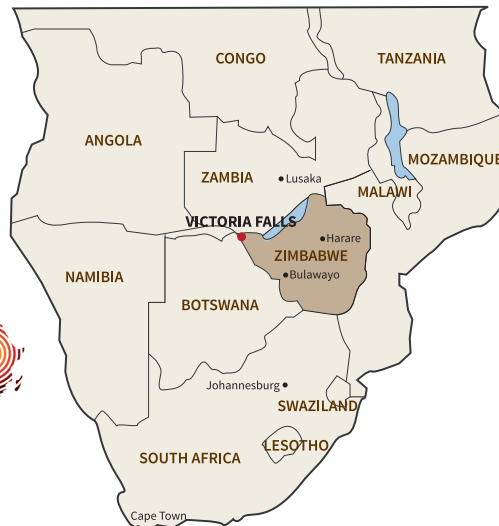 CONGO
TANZANIA
ANGOLA
MOZAMBIQUE
ZAMBIA
Lusaka
MALAWI
VICTORIA FALLS
Harare
ZIMBABWE
NAMIBIA
Bulawayo
BOTSWANA
Johannesburg
SWAZILAND
LESOTHO
SOUTH AFRICA
Cape Town